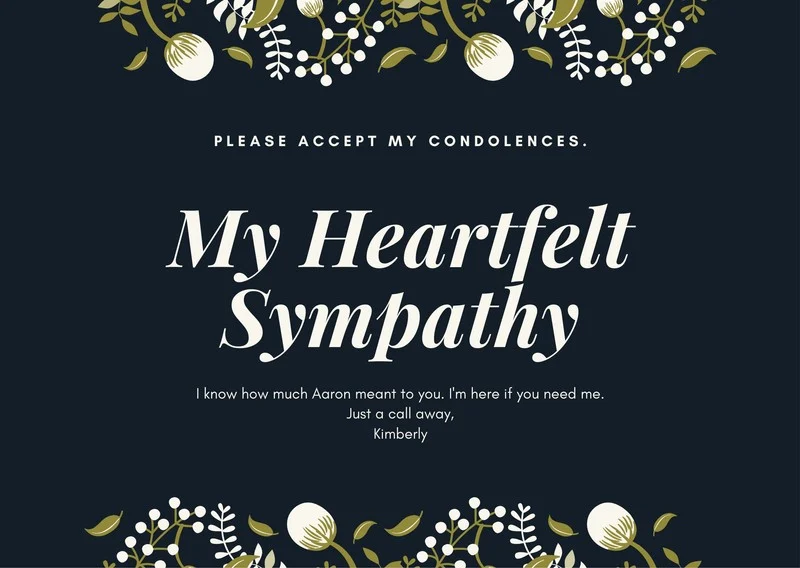 PLEASE ACCEPT MY CONDOLENCES.
My Heartfelt
Sympathy
I know how much Aaron meant to you. I'm here if you need me.
Just a call away,
Kimberly